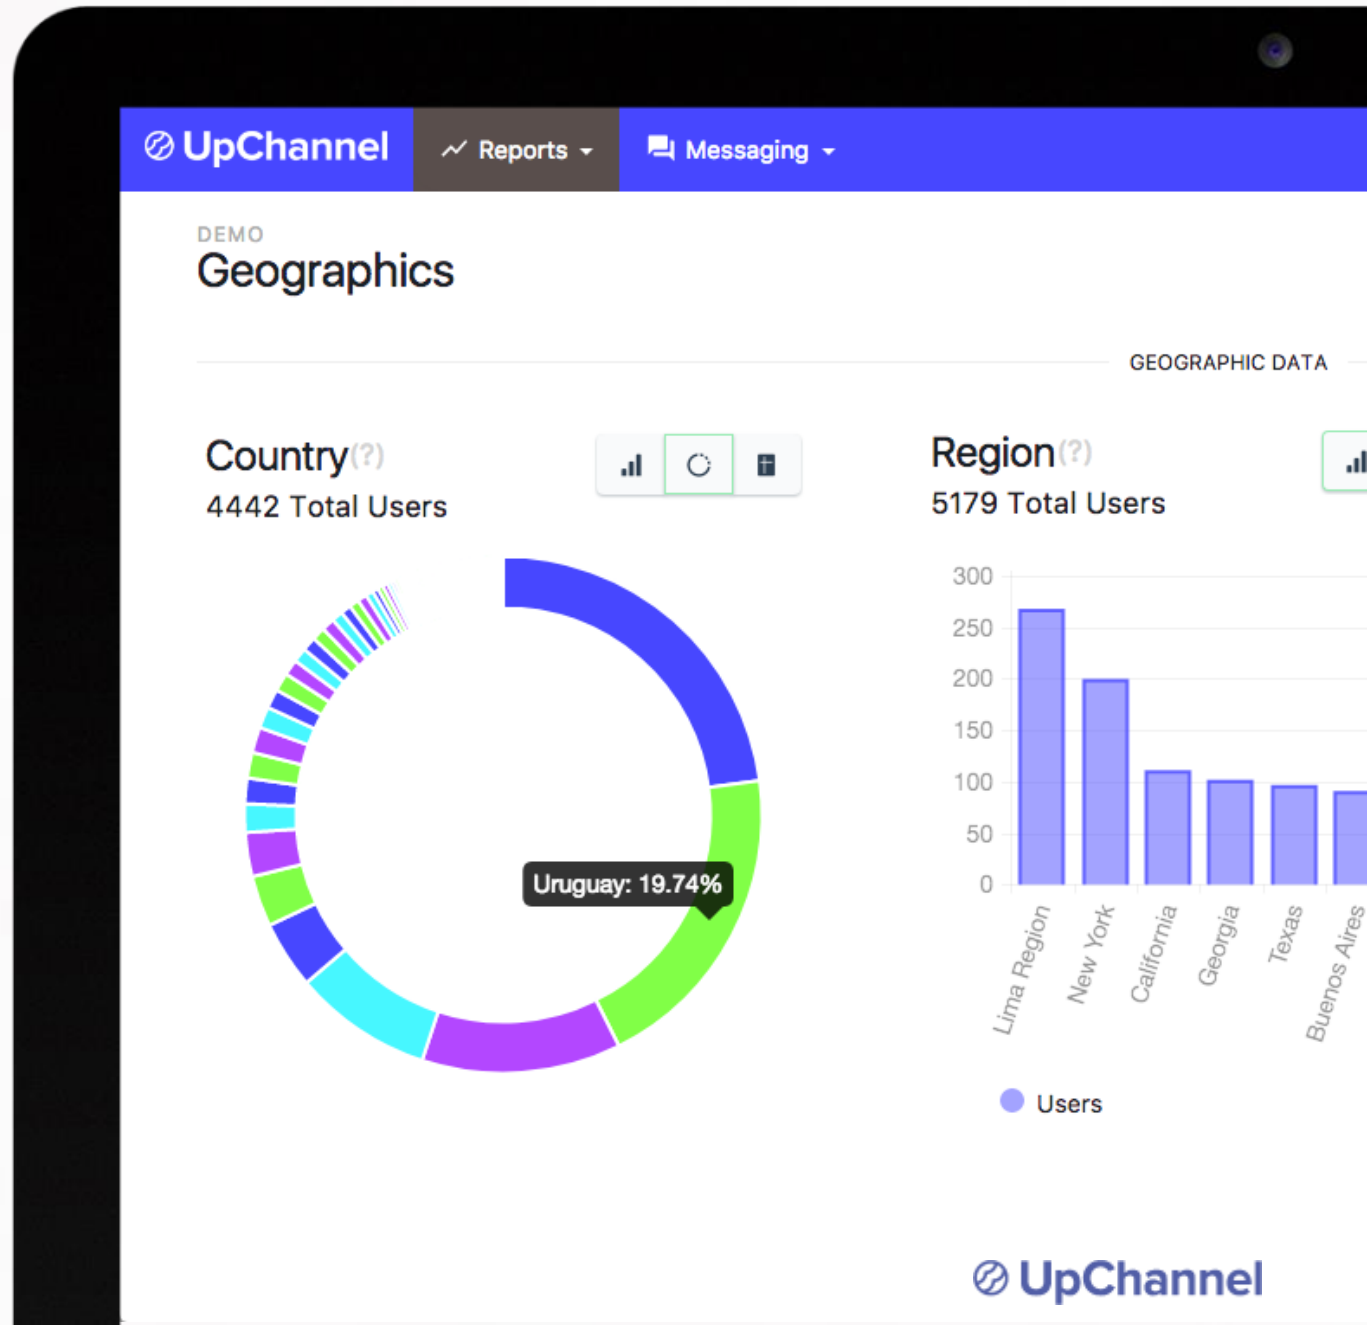 UpChannel
Reports
Messaging
DEMO
Geographics
GEOGRAPHIC DATA
Country(?)
4442 Total Users
Uruguay: 19.74%
Region(?)
5179 Total Users
300
250
200
150
100
50
0
Lima Region
New York
California
Georgia
Texas
Buenos Aires
Users
UpChannel